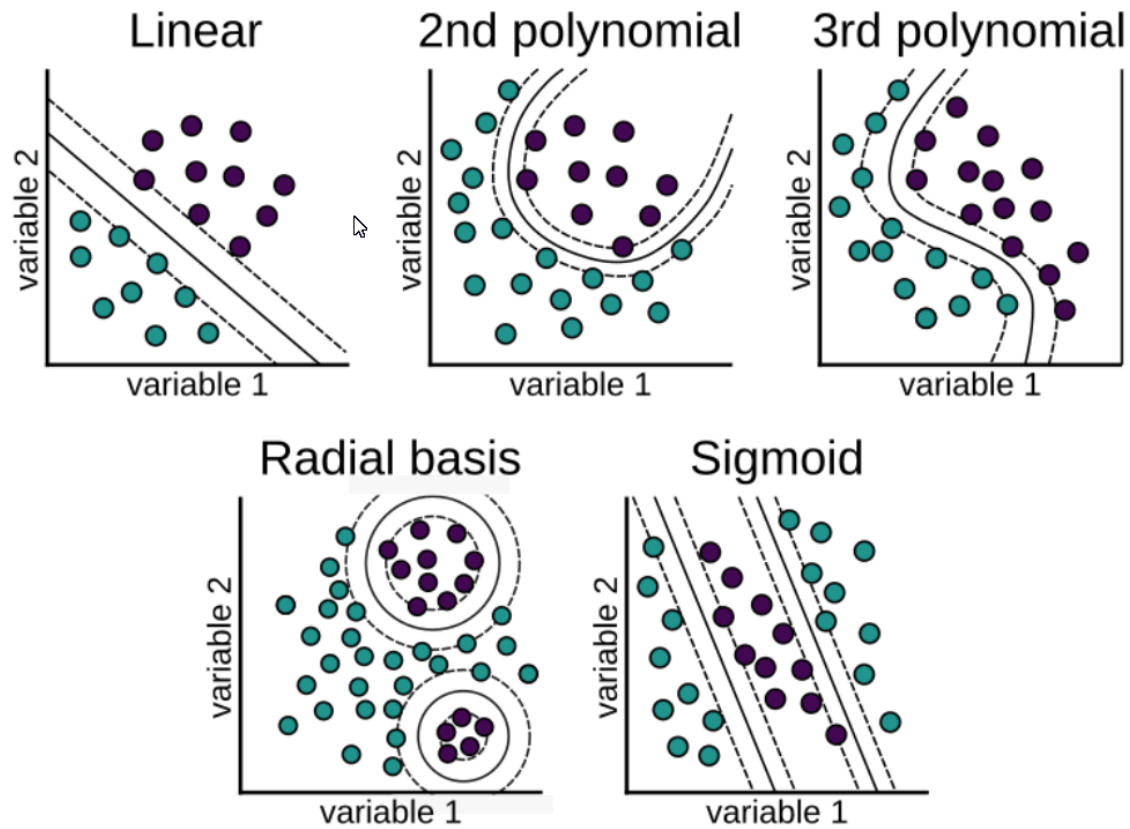 Linear
2nd polynomial
3rd polynomial
variable 2
variable 1
variable 2
variable 1
variable 2
variable 1
Radial basis
Sigmoid
variable 2
variable 1
variable 2
variable 1